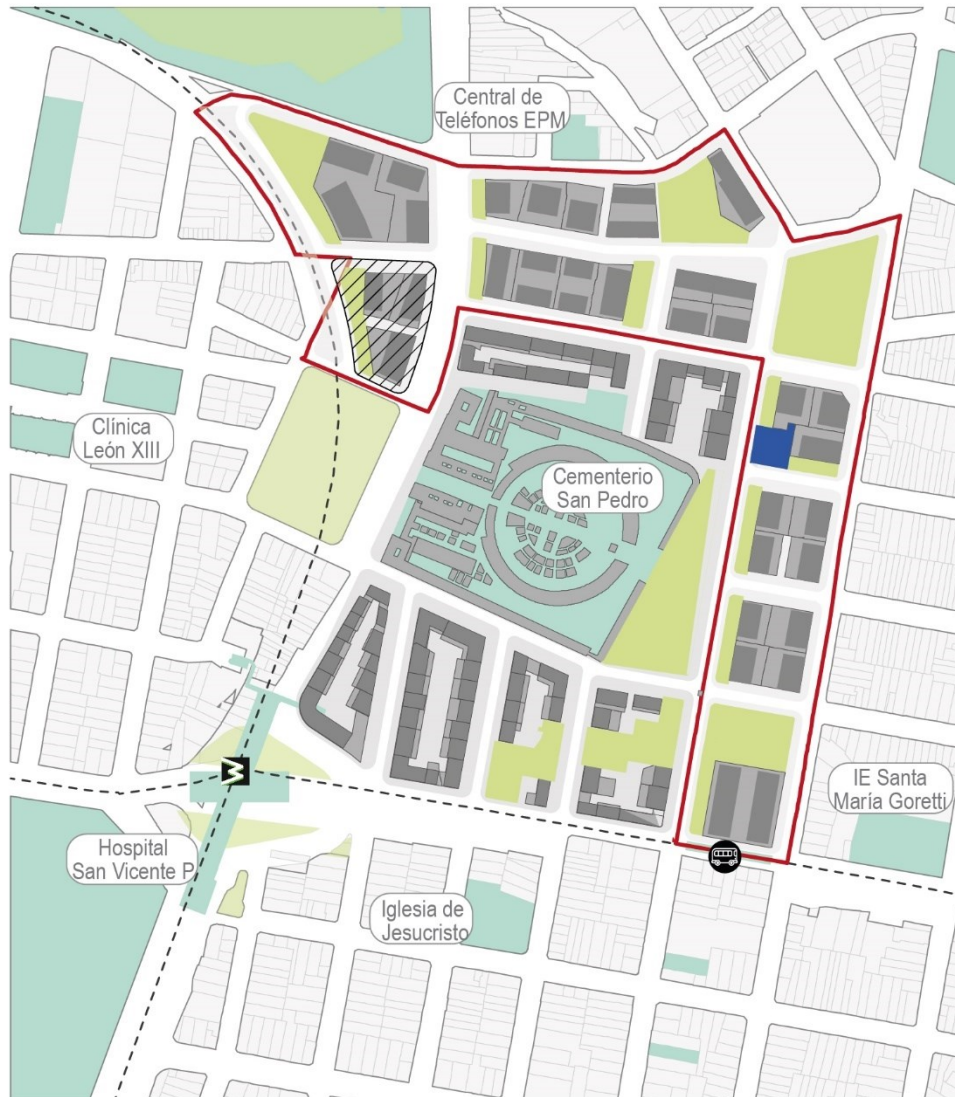 Central de
Teléfonos EPM
Clínica
León XIII
Cementerio
San Pedro
IE Santa
María Goretti
Hospital
San Vicente P.
Iglesia de
Jesucristo